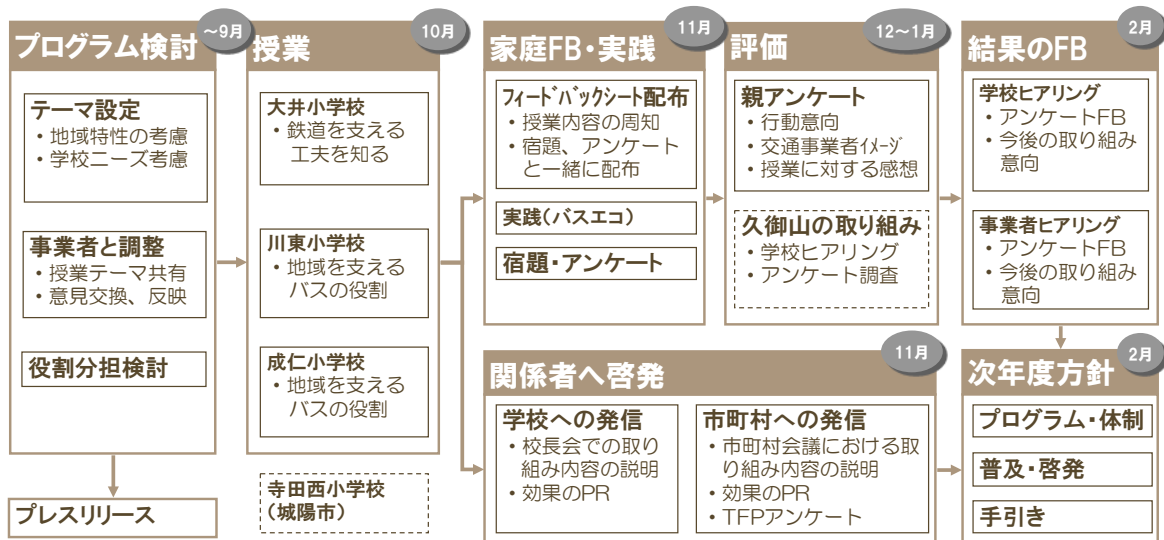 プログラム検討
～9月
テーマ設定
・地域特性の考慮
・学校ニーズ考慮
事業者と調整
・授業テーマ共有
・意見交換、反映
役割分担検討
プレスリリース
授業
10月
大井小学校
・鉄道を支える
工夫を知る
川東小学校
・地域を支える
バスの役割
成仁小学校
・地域を支える
バスの役割
寺田西小学校
（城陽市）
家庭FB・実践
11月
フィードバックシート配布
・授業内容の周知
・宿題、アンケート
と一緒に配布
実践（バスエコ）
宿題・アンケート
評価
12～1月
親アンケート
・行動意向
・交通事業者ｲﾒｰｼﾞ
・授業に対する感想
久御山の取り組み
・学校ヒアリング
・アンケート調査
結果のFB
2月
学校ヒアリング
・アンケートFB
・今後の取り組み
意向
事業者ヒアリング
・アンケートFB
・今後の取り組み
意向
関係者へ啓発
11月
学校への発信
・校長会での取り
組み内容の説明
・効果のPR
市町村への発信
・市町村会議における取
り組み内容の説明
・効果のPR
・TFPアンケート
次年度方針
2月
プログラム・体制
普及・啓発
手引き